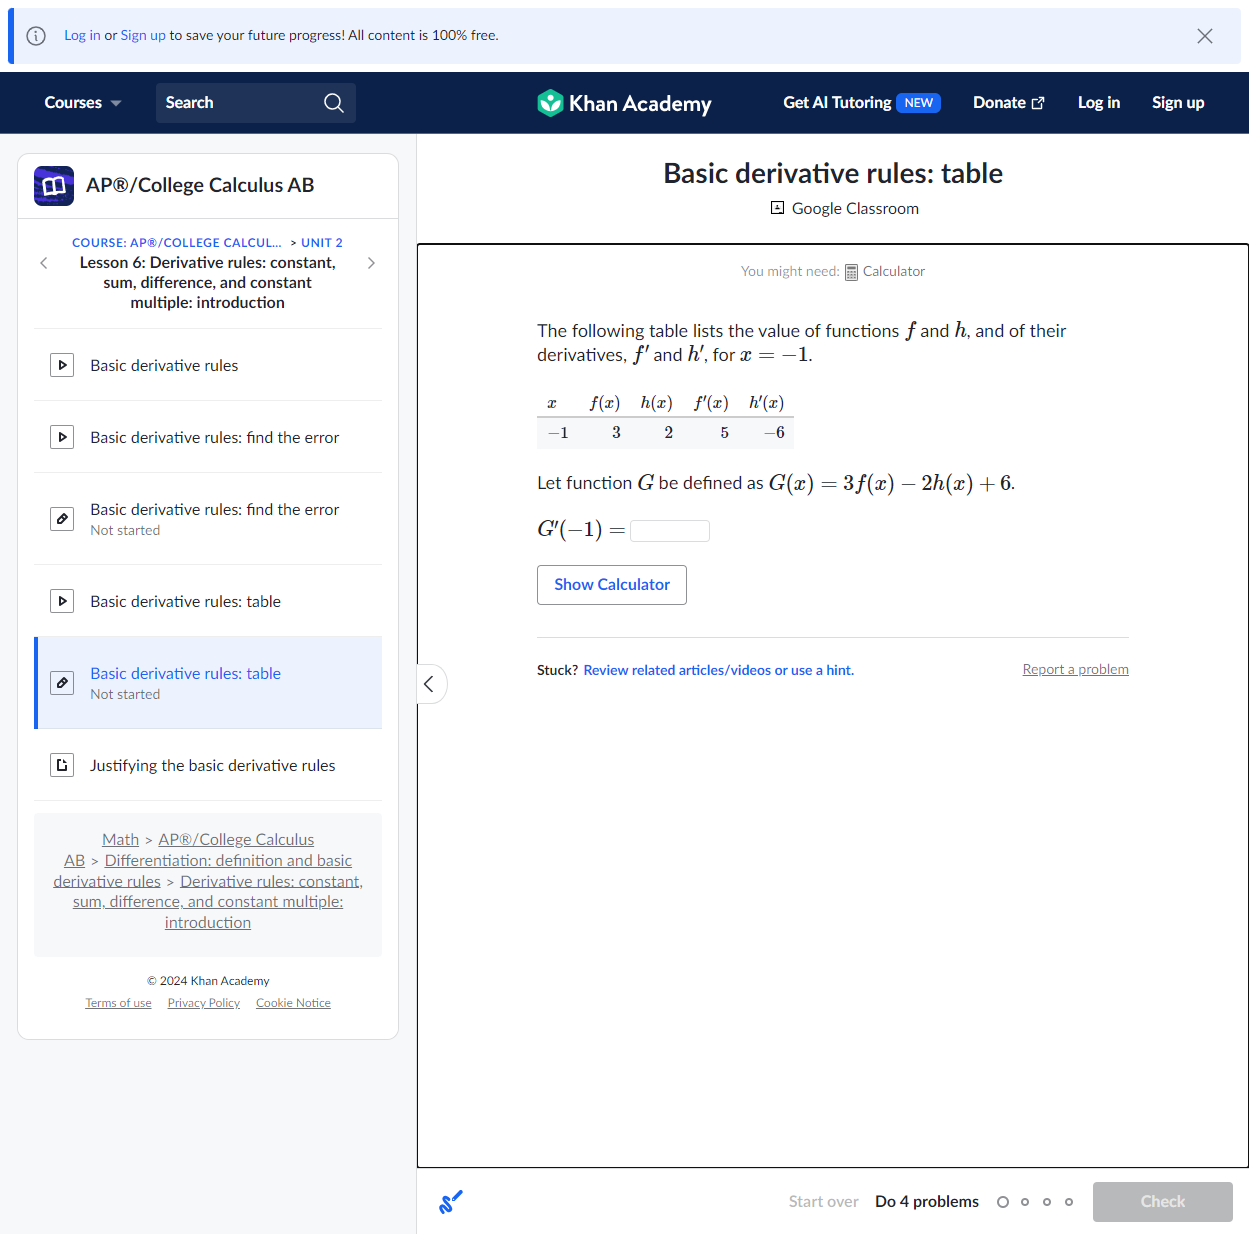 Log in or Sign up to save your future progress! All content is 100% free.
Courses
Search
Khan Academy
Get AI Tutoring NEW
Donate
Log in
Sign up
AP®/College Calculus AB
COURSE: AP®/COLLEGE CALCUL... > UNIT 2
Lesson 6: Derivative rules: constant,
sum, difference, and constant
multiple: introduction
Basic derivative rules
Basic derivative rules: find the error
Basic derivative rules: find the error
Not started
Basic derivative rules: table
Basic derivative rules: table
Not started
Justifying the basic derivative rules
Math > AP®/College Calculus
AB > Differentiation: definition and basic
derivative rules > Derivative rules: constant,
sum, difference, and constant multiple:
introduction
© 2024 Khan Academy
Terms of use Privacy Policy Cookie Notice
Basic derivative rules: table
Google Classroom
You might need: Calculator
The following table lists the value of functions f and h, and of their
derivatives, f′ and h′, for x = −1.
x f(x) h(x) f′(x) h′(x)
−1 3 2 5 −6
Let function G be defined as G(x) = 3f(x) − 2h(x) + 6.
G′(−1) =
Show Calculator
Stuck? Review related articles/videos or use a hint.
Report a problem
Start over
Do 4 problems
Check